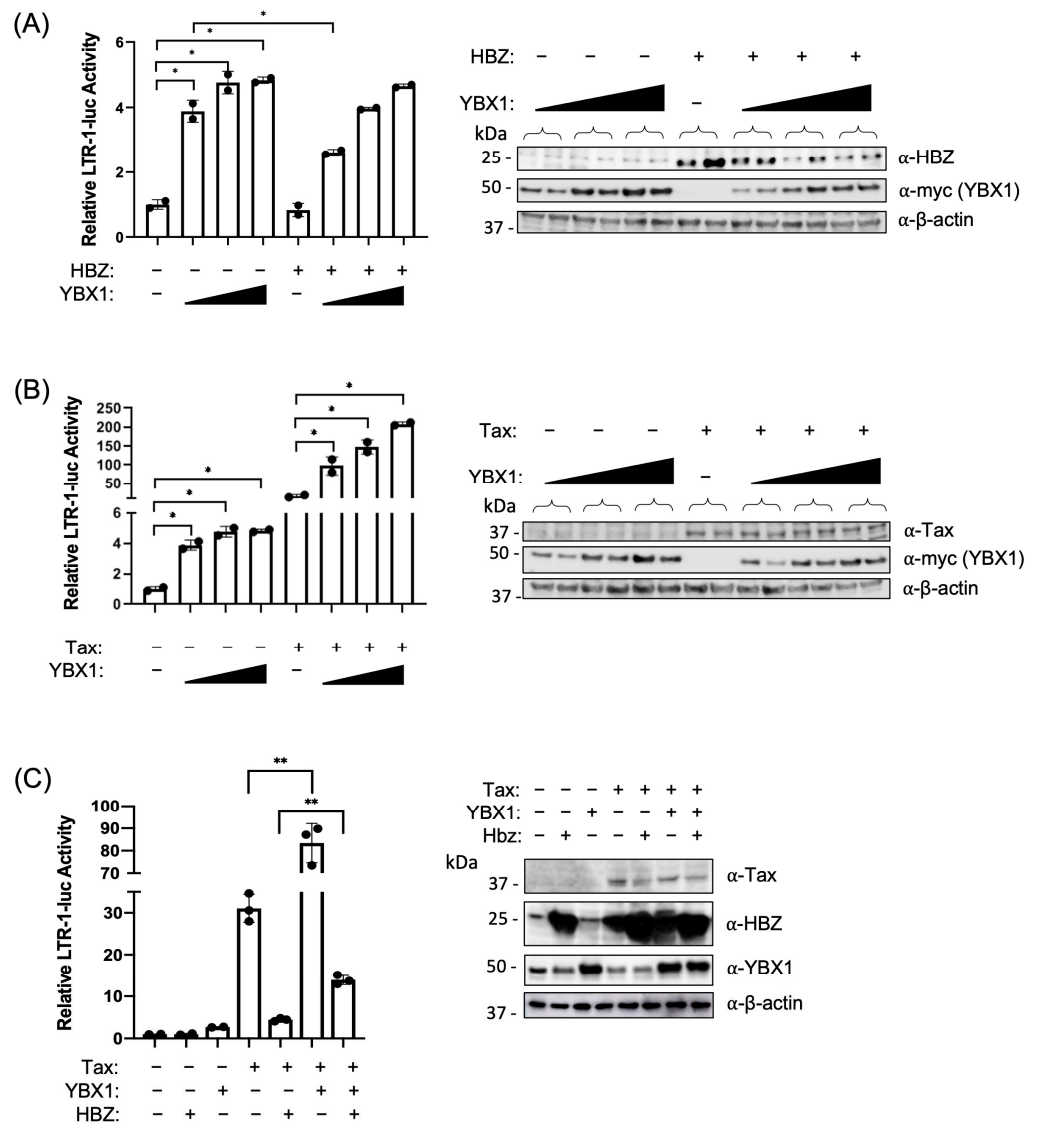 (A)
Relative LTR-1-luc Activity
6
4
2
0
* * * *
HBZ: – – – – + + + +
YBX1: – –
HBZ: – – – + + + +
YBX1: –
kDa
25 - α-HBZ
50 - α-myc (YBX1)
37 - α-β-actin
(B)
Relative LTR-1-luc Activity
250
200
150
100
50
6
4
2
0
* * * * * *
Tax: – – – – + + + +
YBX1: – –
Tax: – – – + + + +
YBX1: –
kDa
37 - α-Tax
50 - α-myc (YBX1)
37 - α-β-actin
(C)
Relative LTR-1-luc Activity
100
90
80
70
30
20
10
0
** **
Tax: – – – + + + +
YBX1: – – + – – + +
HBZ: – + – – + – +
Tax: – – – + + + +
YBX1: – – + – – + +
Hbz: – + – – + – +
kDa
37 - α-Tax
25 - α-HBZ
50 - α-YBX1
37 - α-β-actin